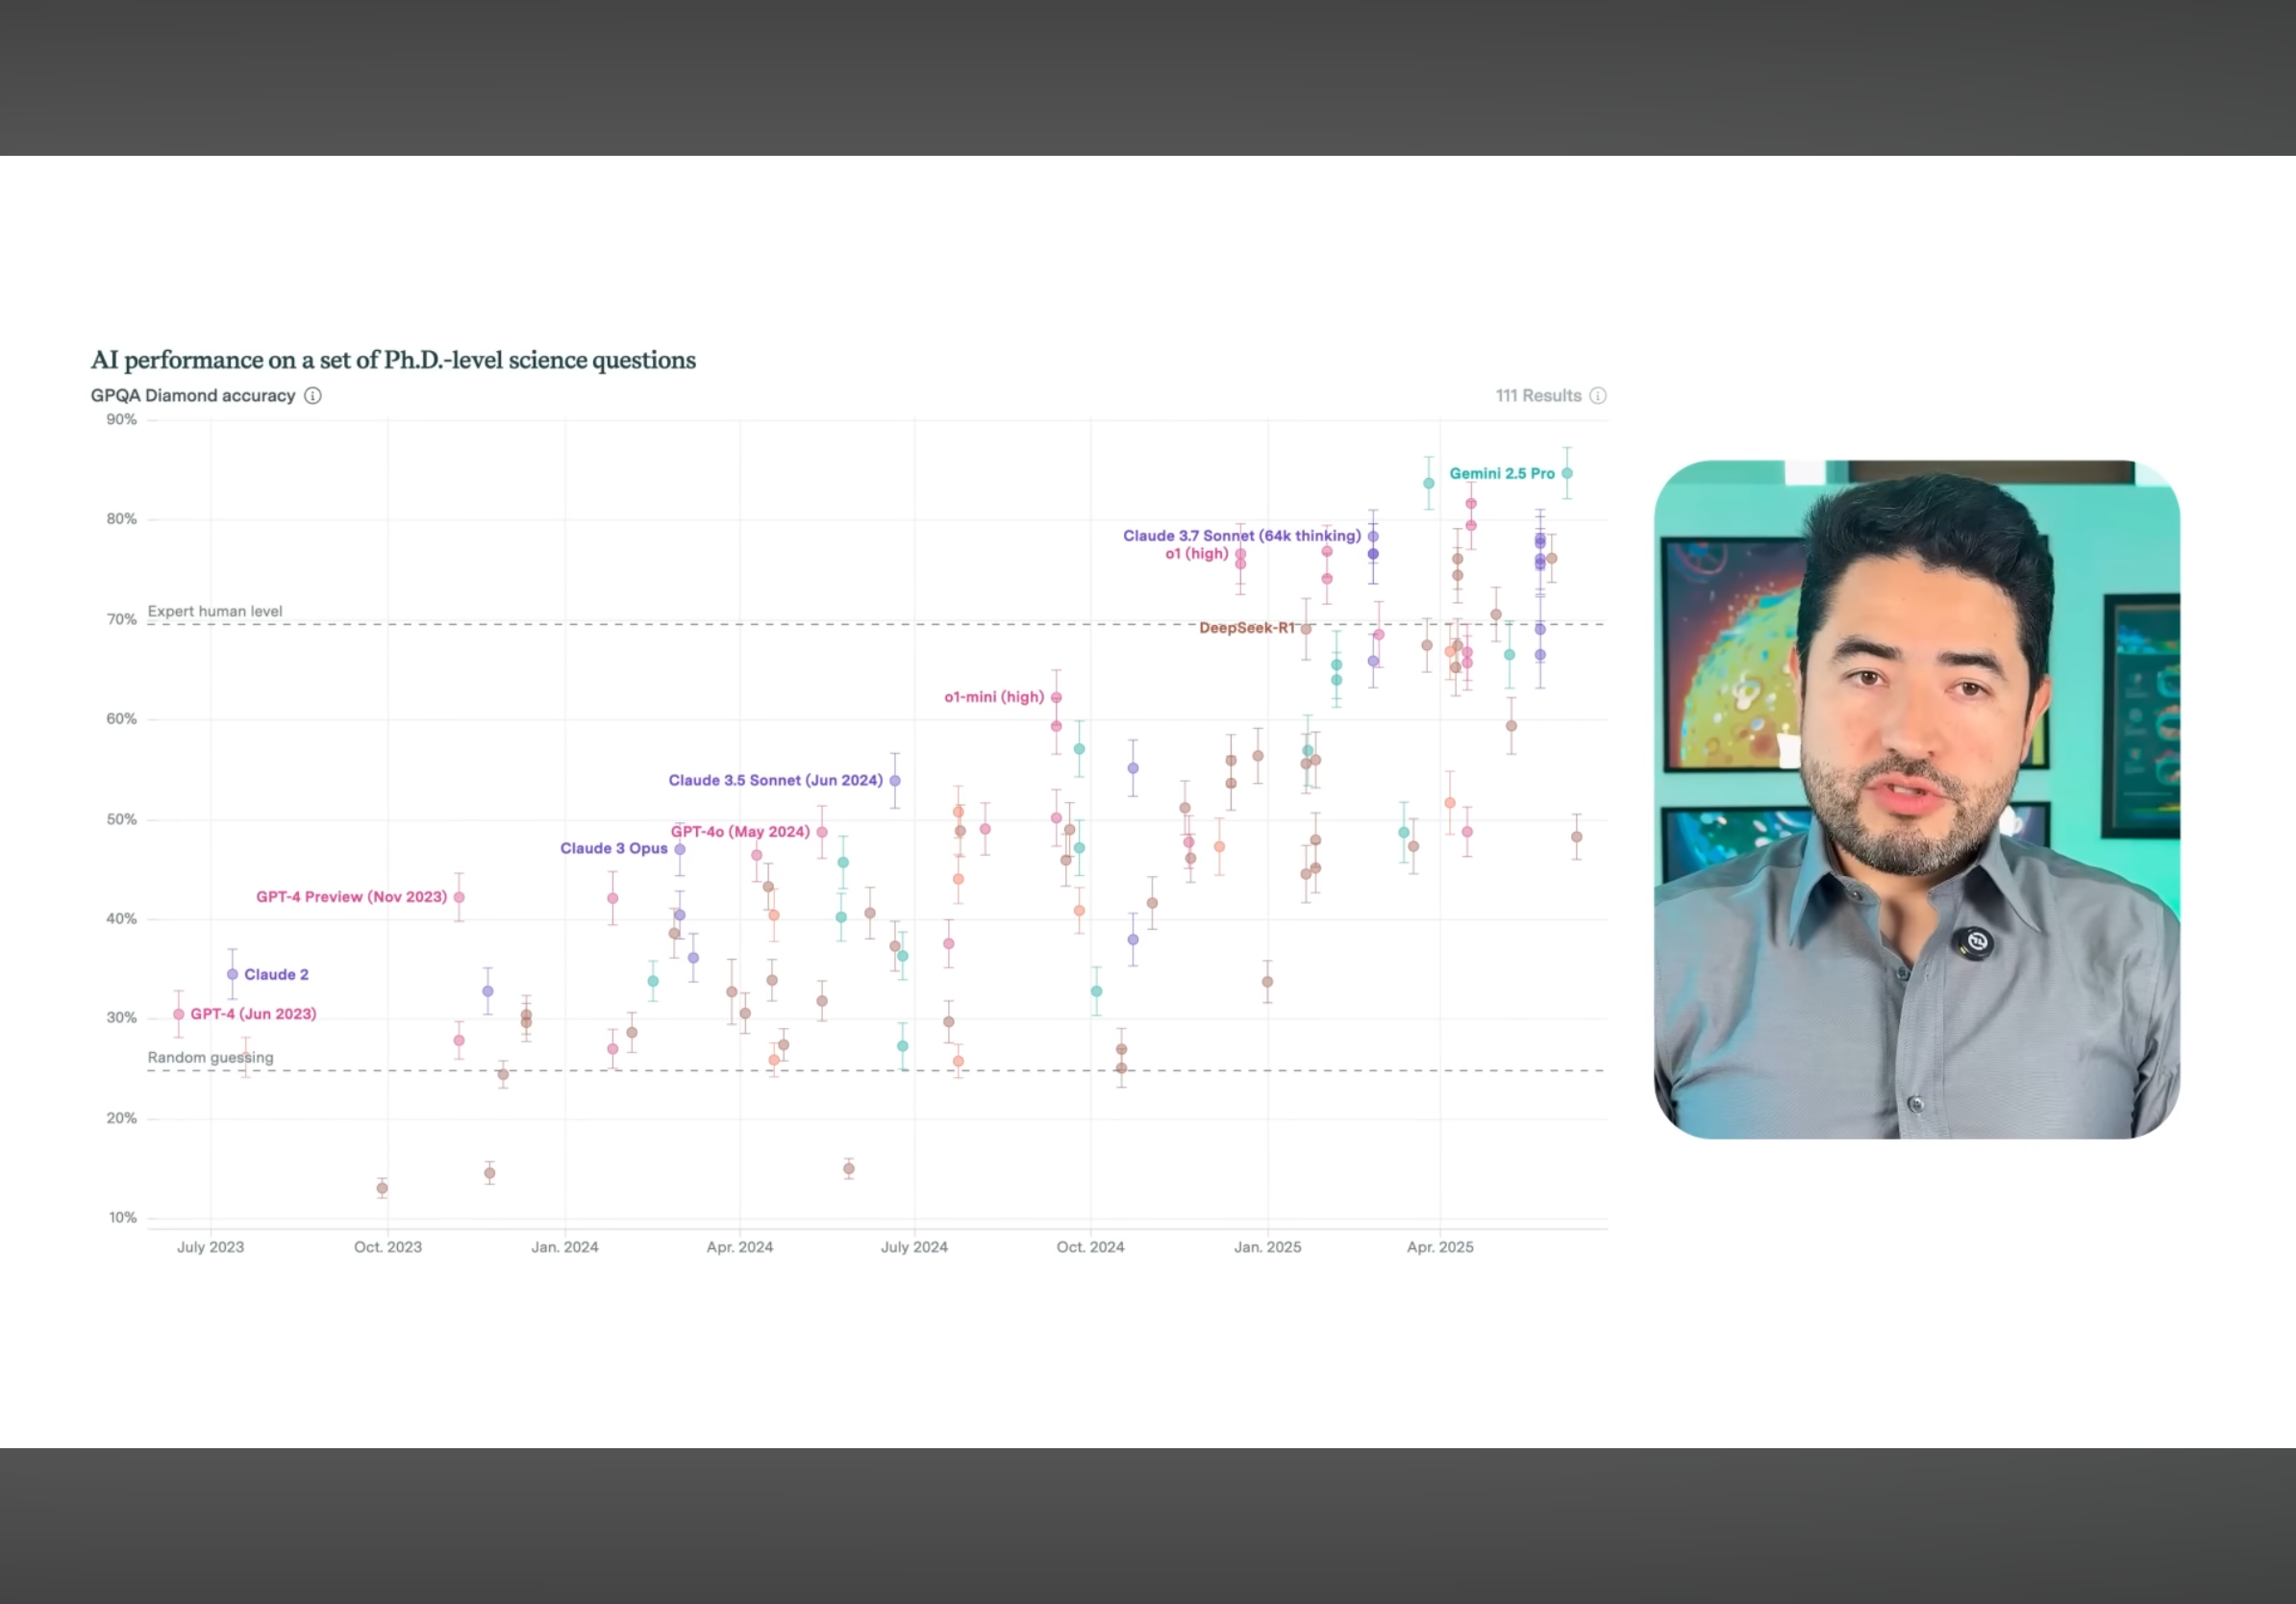 AI performance on a set of Ph.D.-level science questions
GPQA Diamond accuracy
111 Results
90%
Gemini 2.5 Pro
80%
Claude 3.7 Sonnet (64k thinking)
o1 (high)
Expert human level
70%
DeepSeek-R1
o1-mini (high)
60%
Claude 3.5 Sonnet (Jun 2024)
50%
GPT-4o (May 2024)
Claude 3 Opus
GPT-4 Preview (Nov 2023)
40%
Claude 2
30%
GPT-4 (Jun 2023)
Random guessing
20%
10%
July 2023 Oct. 2023 Jan. 2024 Apr. 2024 July 2024 Oct. 2024 Jan. 2025 Apr. 2025